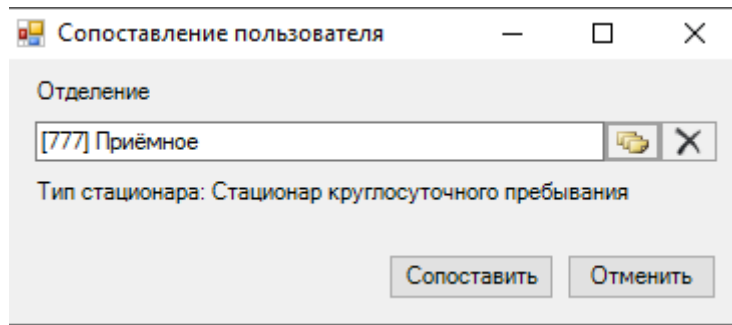 Сопоставление пользователя
Отделение
[777] Приёмное
Тип стационара: Стационар круглосуточного пребывания
Сопоставить Отменить